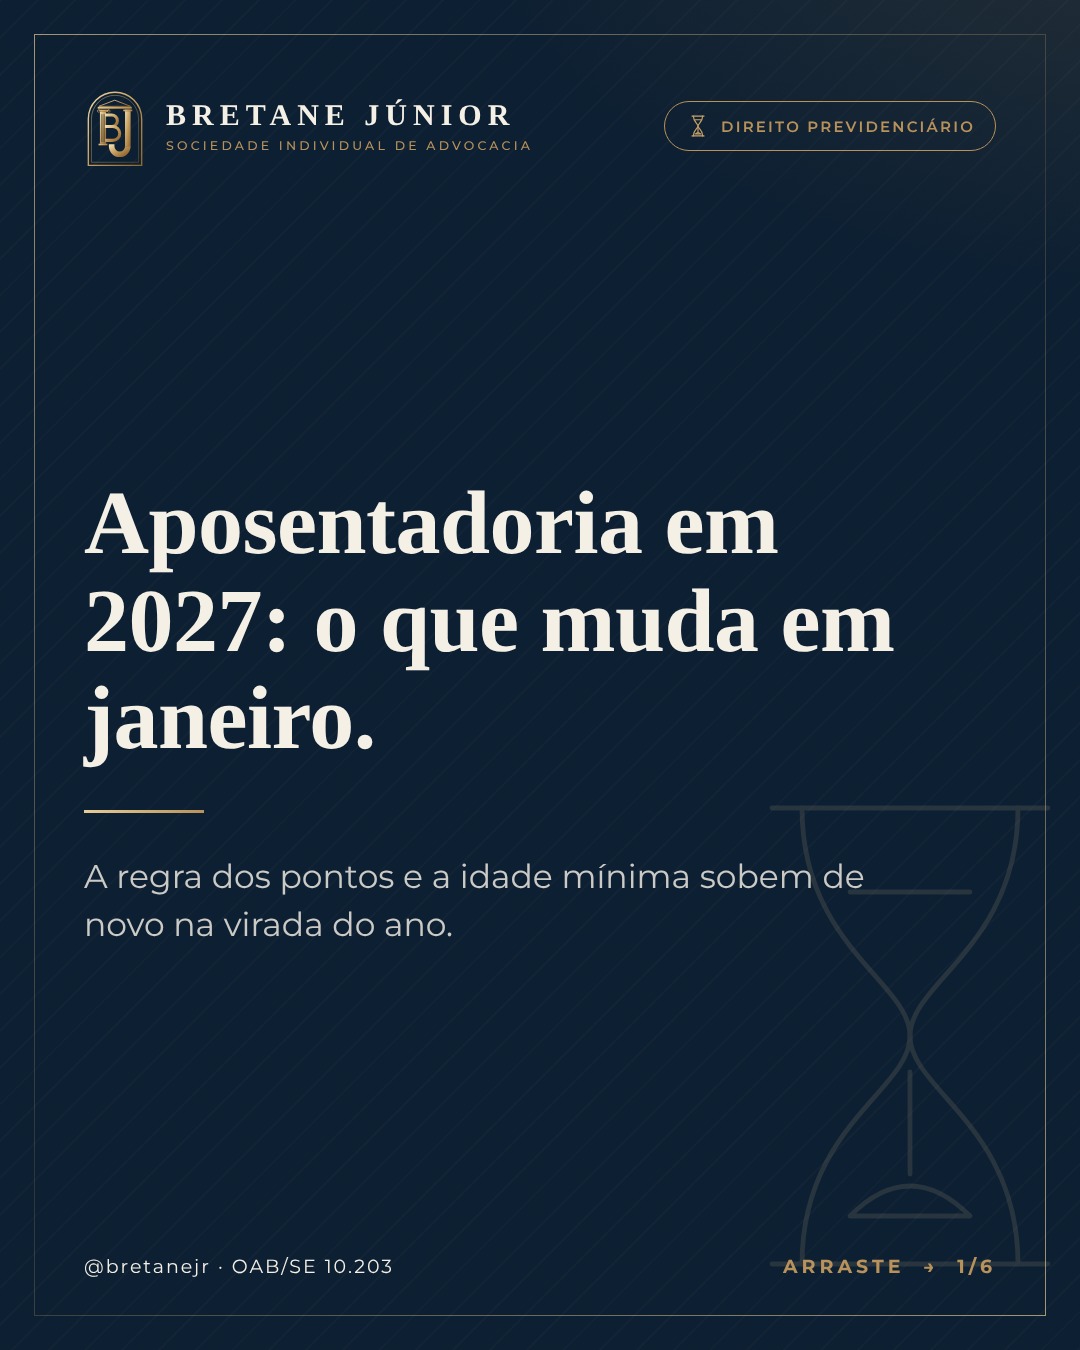 BRETANE JÚNIOR
SOCIEDADE INDIVIDUAL DE ADVOCACIA
DIREITO PREVIDENCIÁRIO
Aposentadoria em
2027: o que muda em
janeiro.
A regra dos pontos e a idade mínima sobem de
novo na virada do ano.
@bretanejr · OAB/SE 10.203
ARRASTE → 1/6